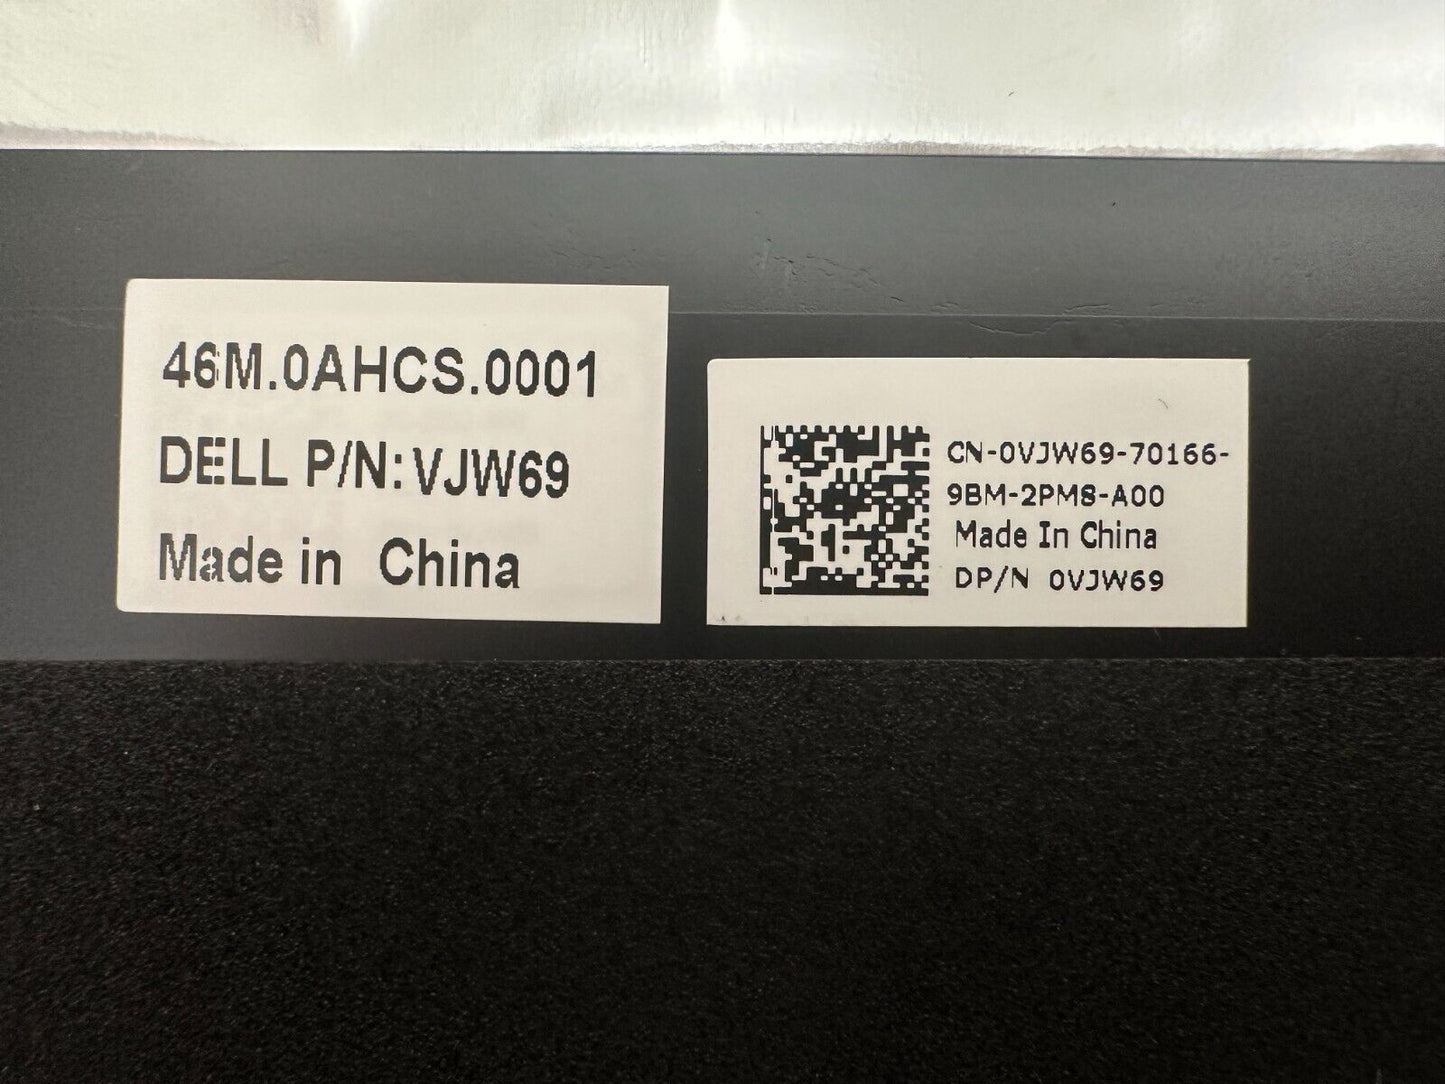 46M.0AHCS.0001
DELL P/N:VJW69
Made in China
CN-0VJW69-70166-
9BM-2PM8-A00
Made In China
DP/N 0VJW69